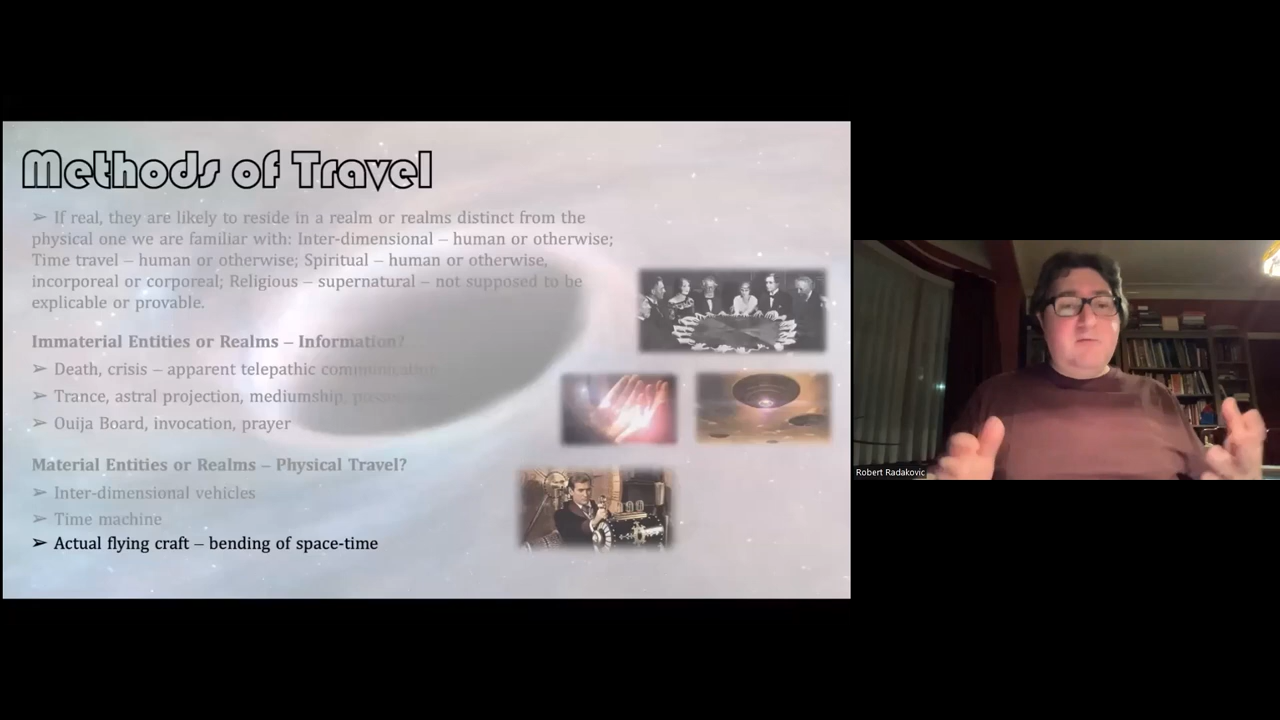 Methods of Travel
➢ If real, they are likely to reside in a realm or realms distinct from the
physical one we are familiar with: Inter-dimensional – human or otherwise;
Time travel – human or otherwise; Spiritual – human or otherwise,
incorporeal or corporeal; Religious – supernatural – not supposed to be
explicable or provable.
Immaterial Entities or Realms – Information?
➢ Death, crisis – apparent telepathic communication
➢ Trance, astral projection, mediumship,
➢ Ouija Board, invocation, prayer
Material Entities or Realms – Physical Travel?
➢ Inter-dimensional vehicles
➢ Time machine
➢ Actual flying craft – bending of space-time
Robert Radakovic